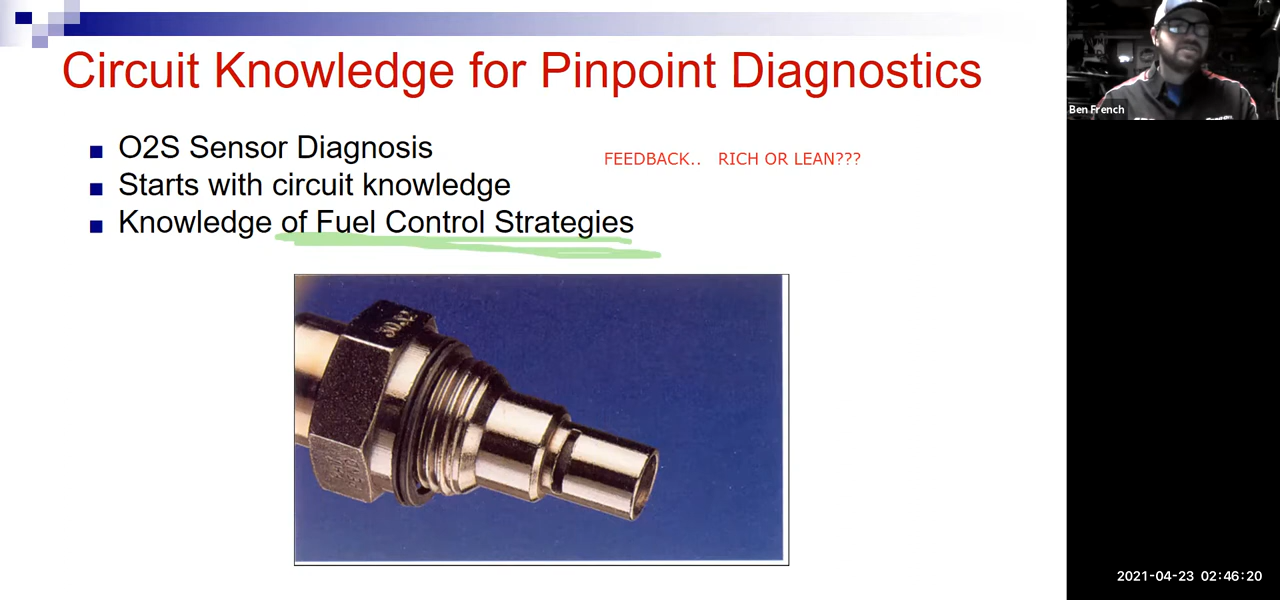 Circuit Knowledge for Pinpoint Diagnostics
O2S Sensor Diagnosis
FEEDBACK.. RICH OR LEAN???
Starts with circuit knowledge
Knowledge of Fuel Control Strategies
Ben French
2021-04-23 02:46:20